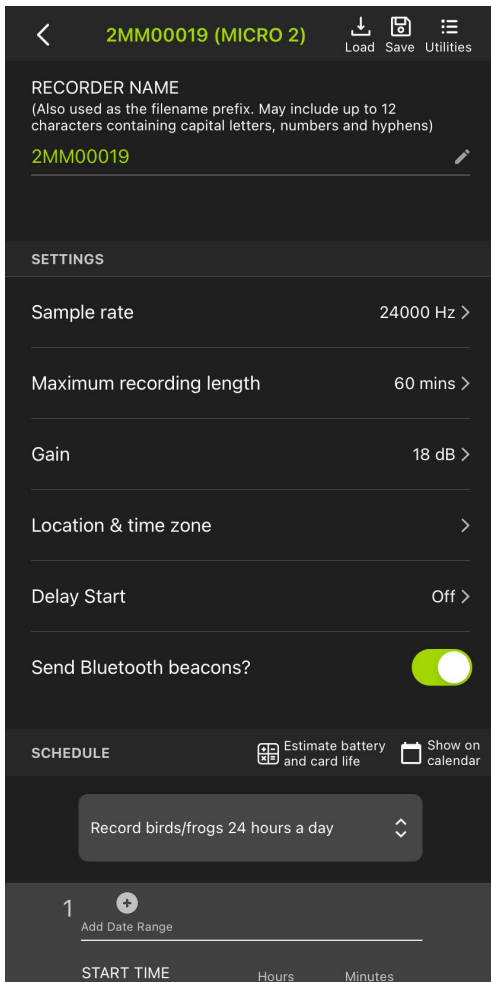 2MM00019 (MICRO 2)
Load Save Utilities
RECORDER NAME
(Also used as the filename prefix. May include up to 12
characters containing capital letters, numbers and hyphens)
2MM00019
SETTINGS
Sample rate 24000 Hz
Maximum recording length 60 mins
Gain 18 dB
Location & time zone
Delay Start Off
Send Bluetooth beacons?
SCHEDULE
Estimate battery
and card life
Show on
calendar
Record birds/frogs 24 hours a day
1
Add Date Range
START TIME Hours Minutes